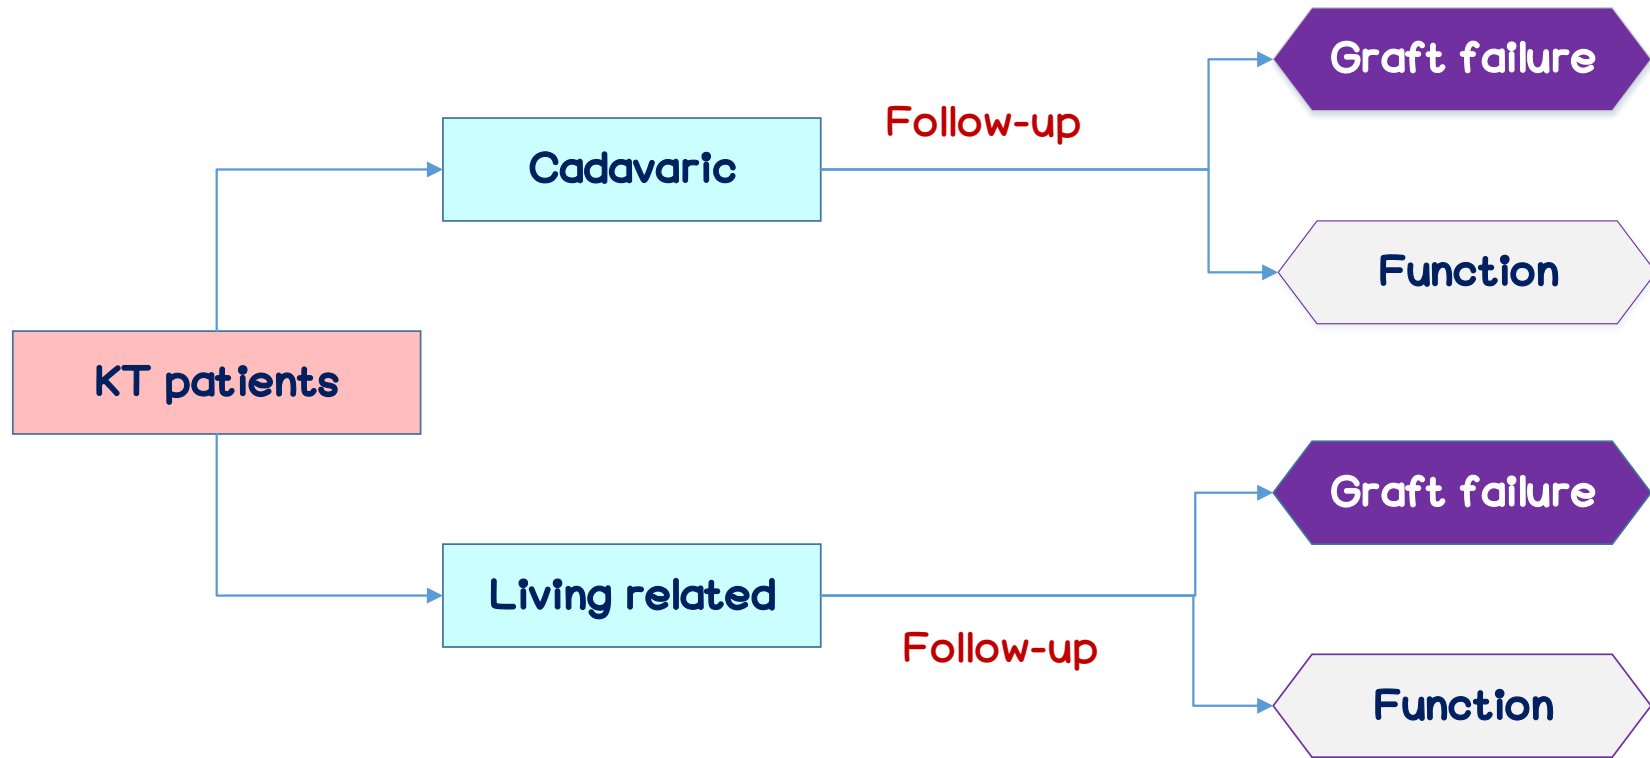 Graft failure
Follow-up
Cadavaric
Function
KT patients
Graft failure
Living related
Follow-up
Function